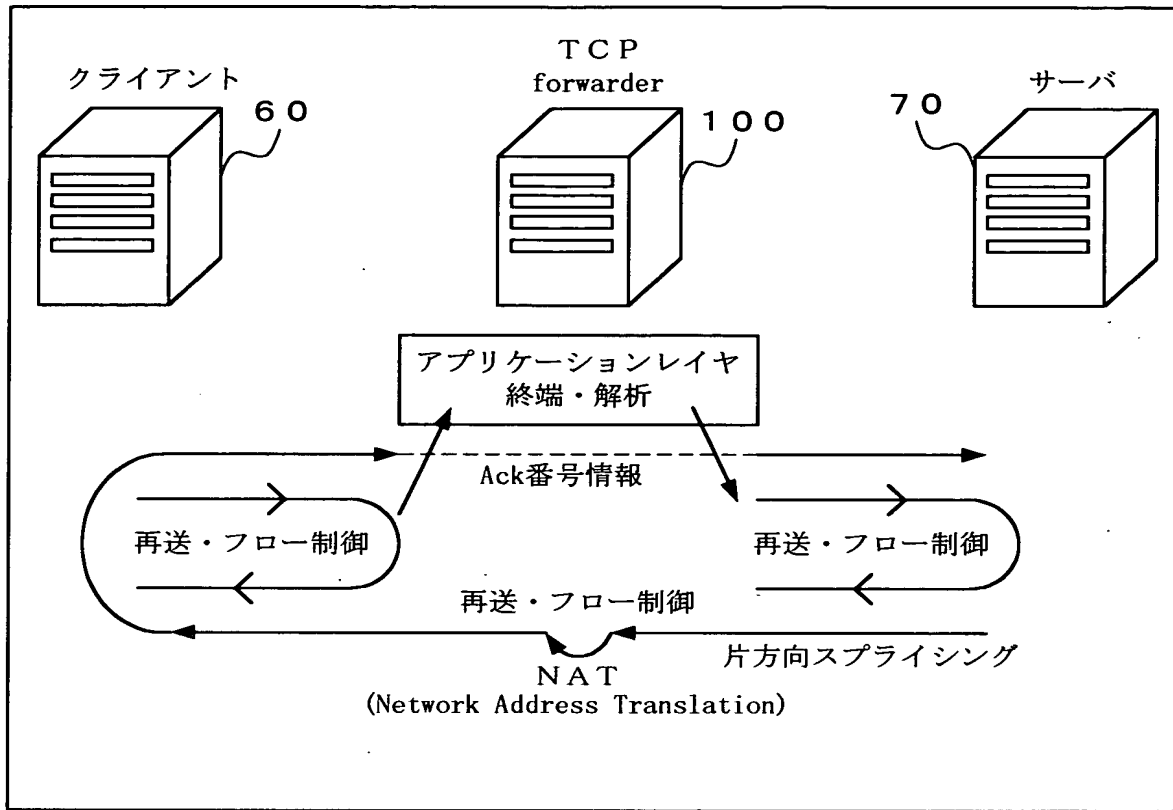 ＴＣＰ
forwarder
クライアント
サーバ
６０
１００
７０
アプリケーションレイヤ
終端・解析
Ack番号情報
再送・フロー制御
再送・フロー制御
再送・フロー制御
片方向スプライシング
ＮＡＴ
(Network Address Translation)